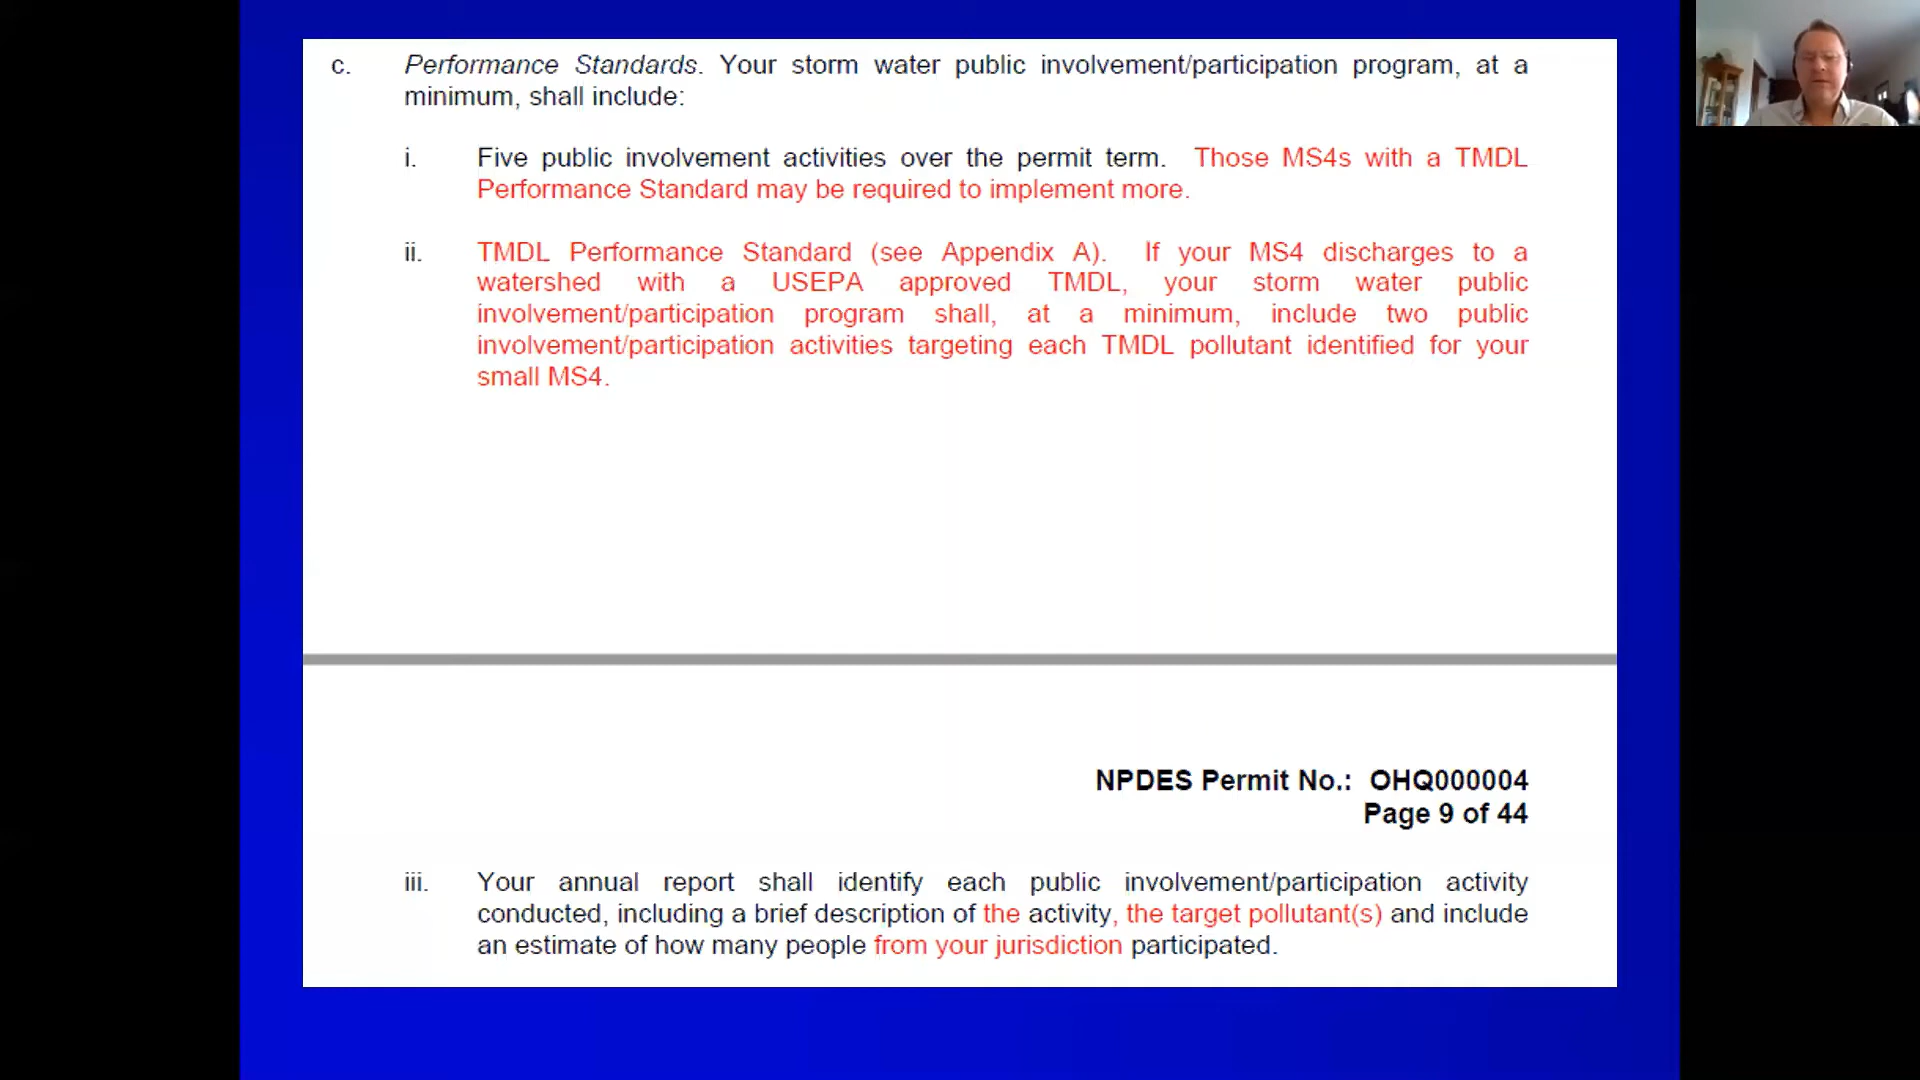 c. Performance Standards. Your storm water public involvement/participation program, at a
minimum, shall include:
i. Five public involvement activities over the permit term. Those MS4s with a TMDL
Performance Standard may be required to implement more.
ii. TMDL Performance Standard (see Appendix A). If your MS4 discharges to a
watershed with a USEPA approved TMDL, your storm water public
involvement/participation program shall, at a minimum, include two public
involvement/participation activities targeting each TMDL pollutant identified for your
small MS4.
NPDES Permit No.: OHQ000004
Page 9 of 44
iii. Your annual report shall identify each public involvement/participation activity
conducted, including a brief description of the activity, the target pollutant(s) and include
an estimate of how many people from your jurisdiction participated.